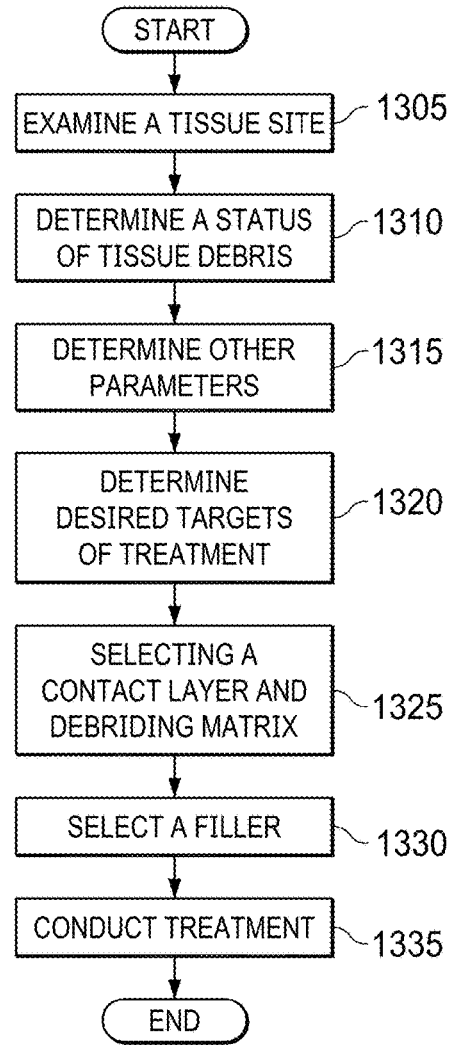 START
EXAMINE A TISSUE SITE
1305
DETERMINE A STATUS
OF TISSUE DEBRIS
1310
DETERMINE OTHER
PARAMETERS
1315
DETERMINE
DESIRED TARGETS
OF TREATMENT
1320
SELECTING A
CONTACT LAYER AND
DEBRIDING MATRIX
1325
SELECT A FILLER
1330
CONDUCT TREATMENT
1335
END